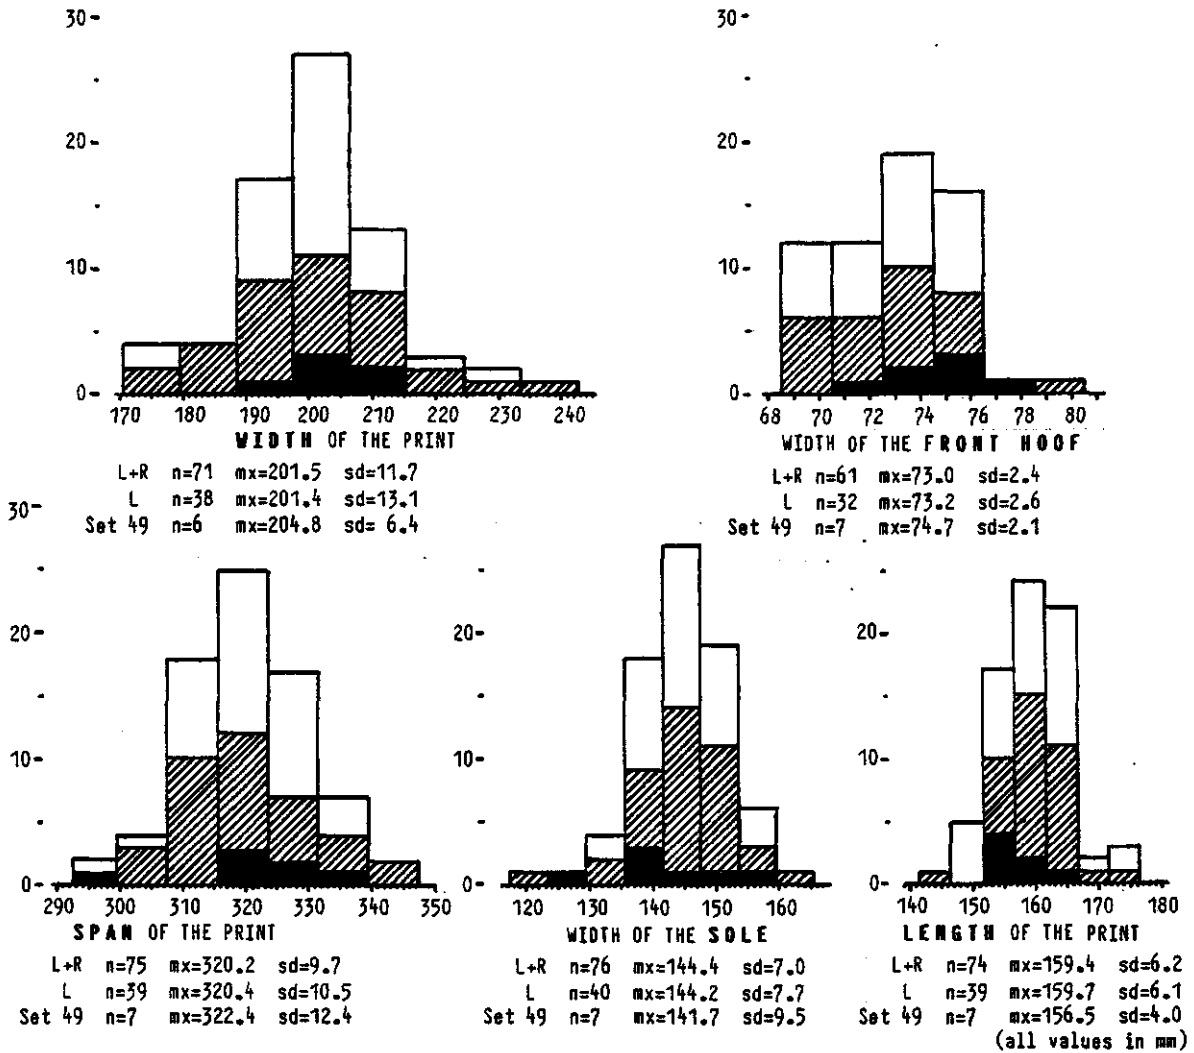 30-
20-
10-
0-
170 180 190 200 210 220 230 240
WIDTH OF THE PRINT
L+R n=71 mx=201.5 sd=11.7
L n=38 mx=201.4 sd=13.1
Set 49 n=6 mx=204.8 sd= 6.4
30-
20-
10-
0-
68 70 72 74 76 78 80
WIDTH OF THE FRONT HOOF
L+R n=61 mx=73.0 sd=2.4
L n=32 mx=73.2 sd=2.6
Set 49 n=7 mx=74.7 sd=2.1
30-
20-
10-
0-
290 300 310 320 330 340 350
SPAN OF THE PRINT
L+R n=75 mx=320.2 sd=9.7
L n=39 mx=320.4 sd=10.5
Set 49 n=7 mx=322.4 sd=12.4
20-
10-
0-
120 130 140 150 160
WIDTH OF THE SOLE
L+R n=76 mx=144.4 sd=7.0
L n=40 mx=144.2 sd=7.7
Set 49 n=7 mx=141.7 sd=9.5
20-
10-
0-
140 150 160 170 180
LENGTH OF THE PRINT
L+R n=74 mx=159.4 sd=6.2
L n=39 mx=159.7 sd=6.1
Set 49 n=7 mx=156.5 sd=4.0
(all values in mm)